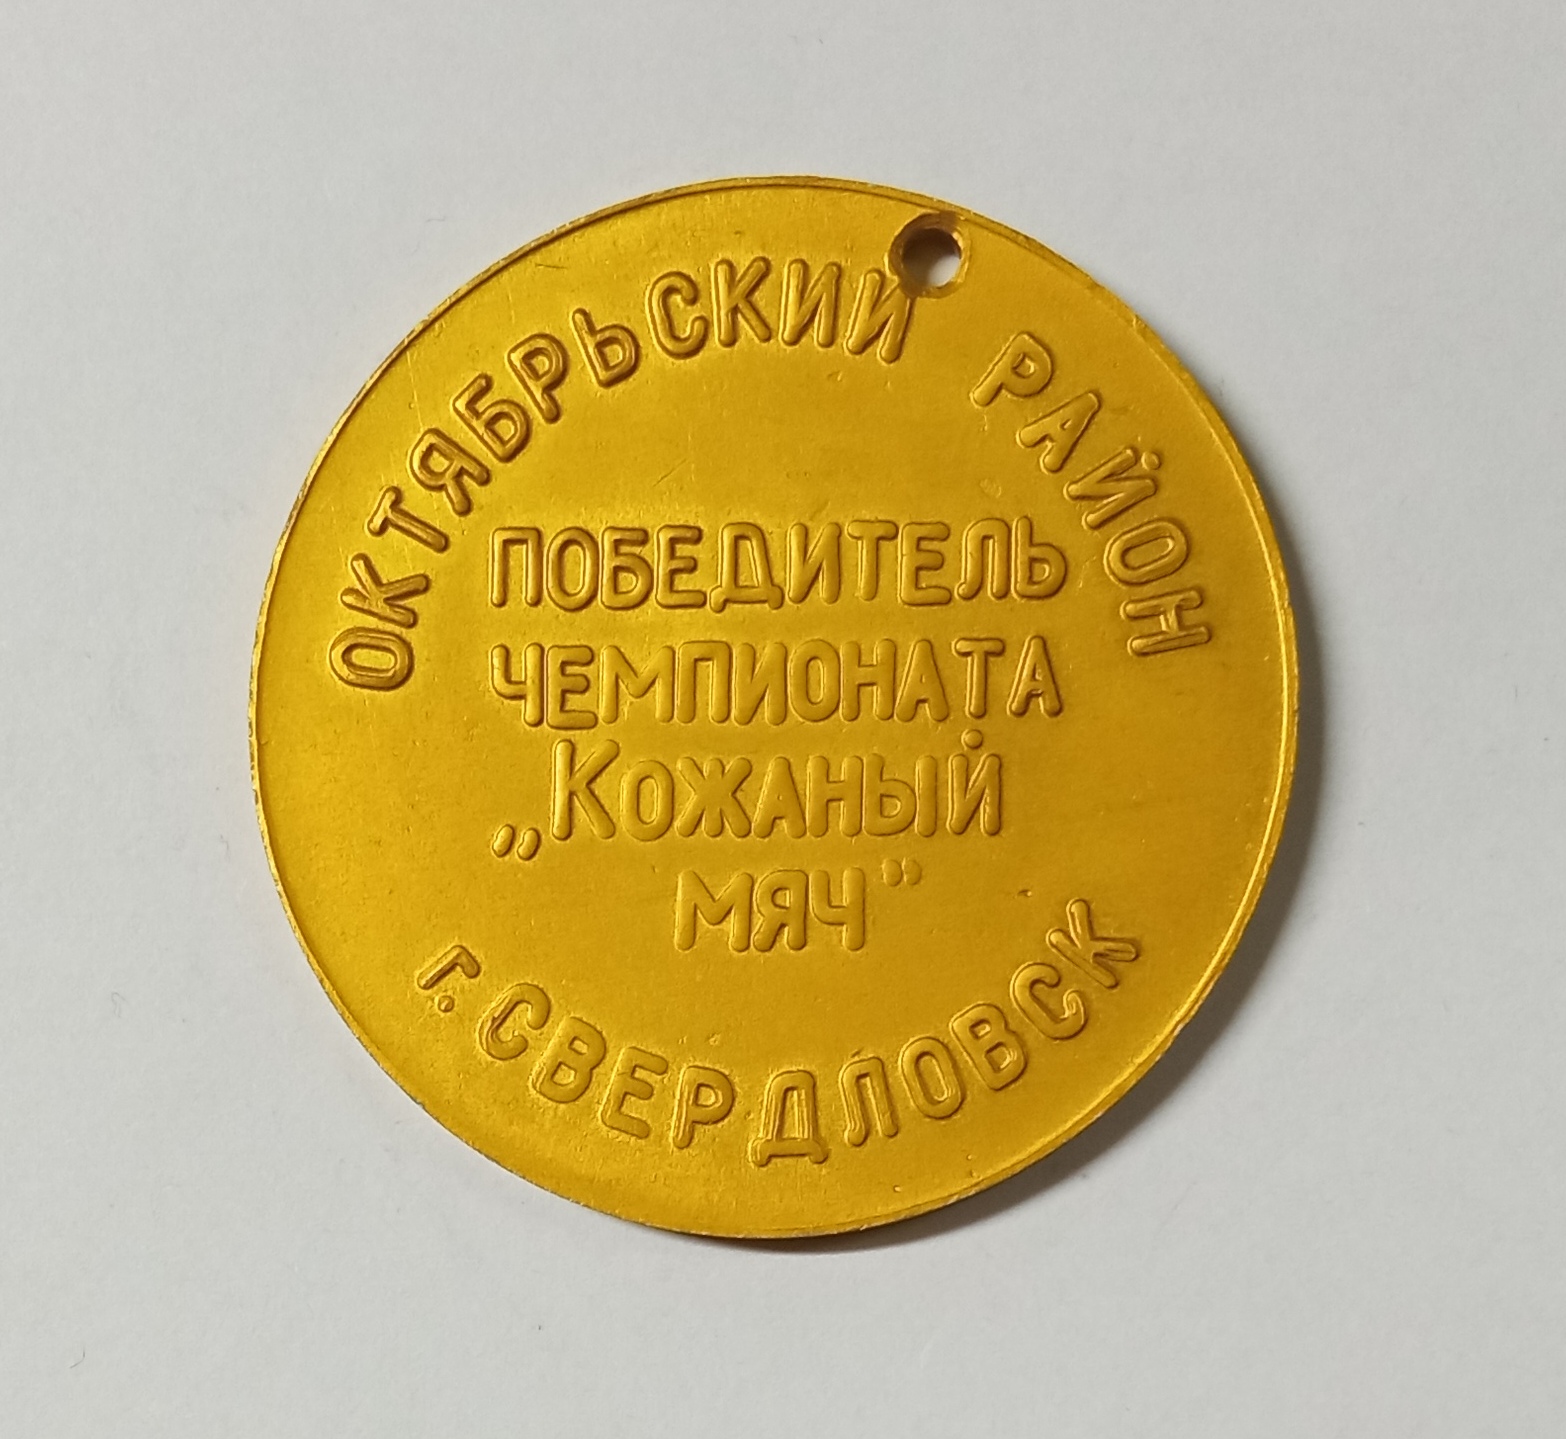 ОКТЯБРЬСКИЙ РАЙОН
ПОБЕДИТЕЛЬ
ЧЕМПИОНАТА
„Кожаный
мяч"
г. СВЕРДЛОВСК